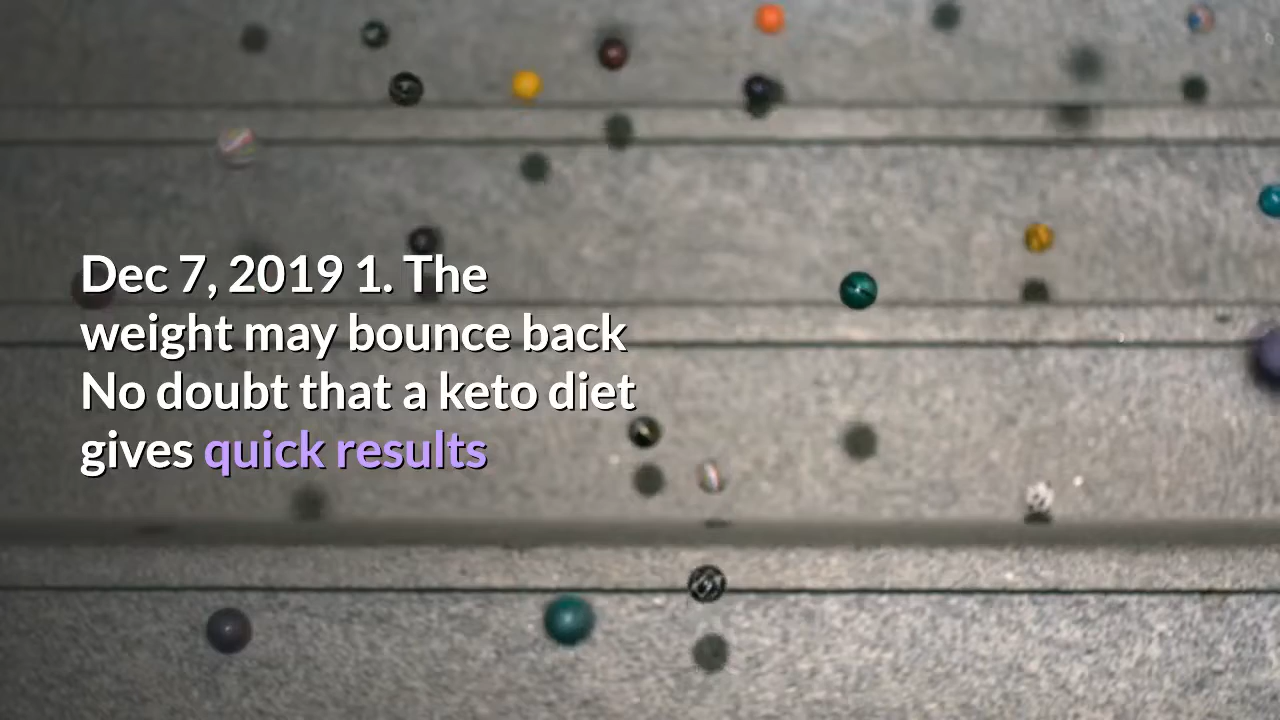 Dec 7, 2019 1. The
weight may bounce back
No doubt that a keto diet
gives quick results